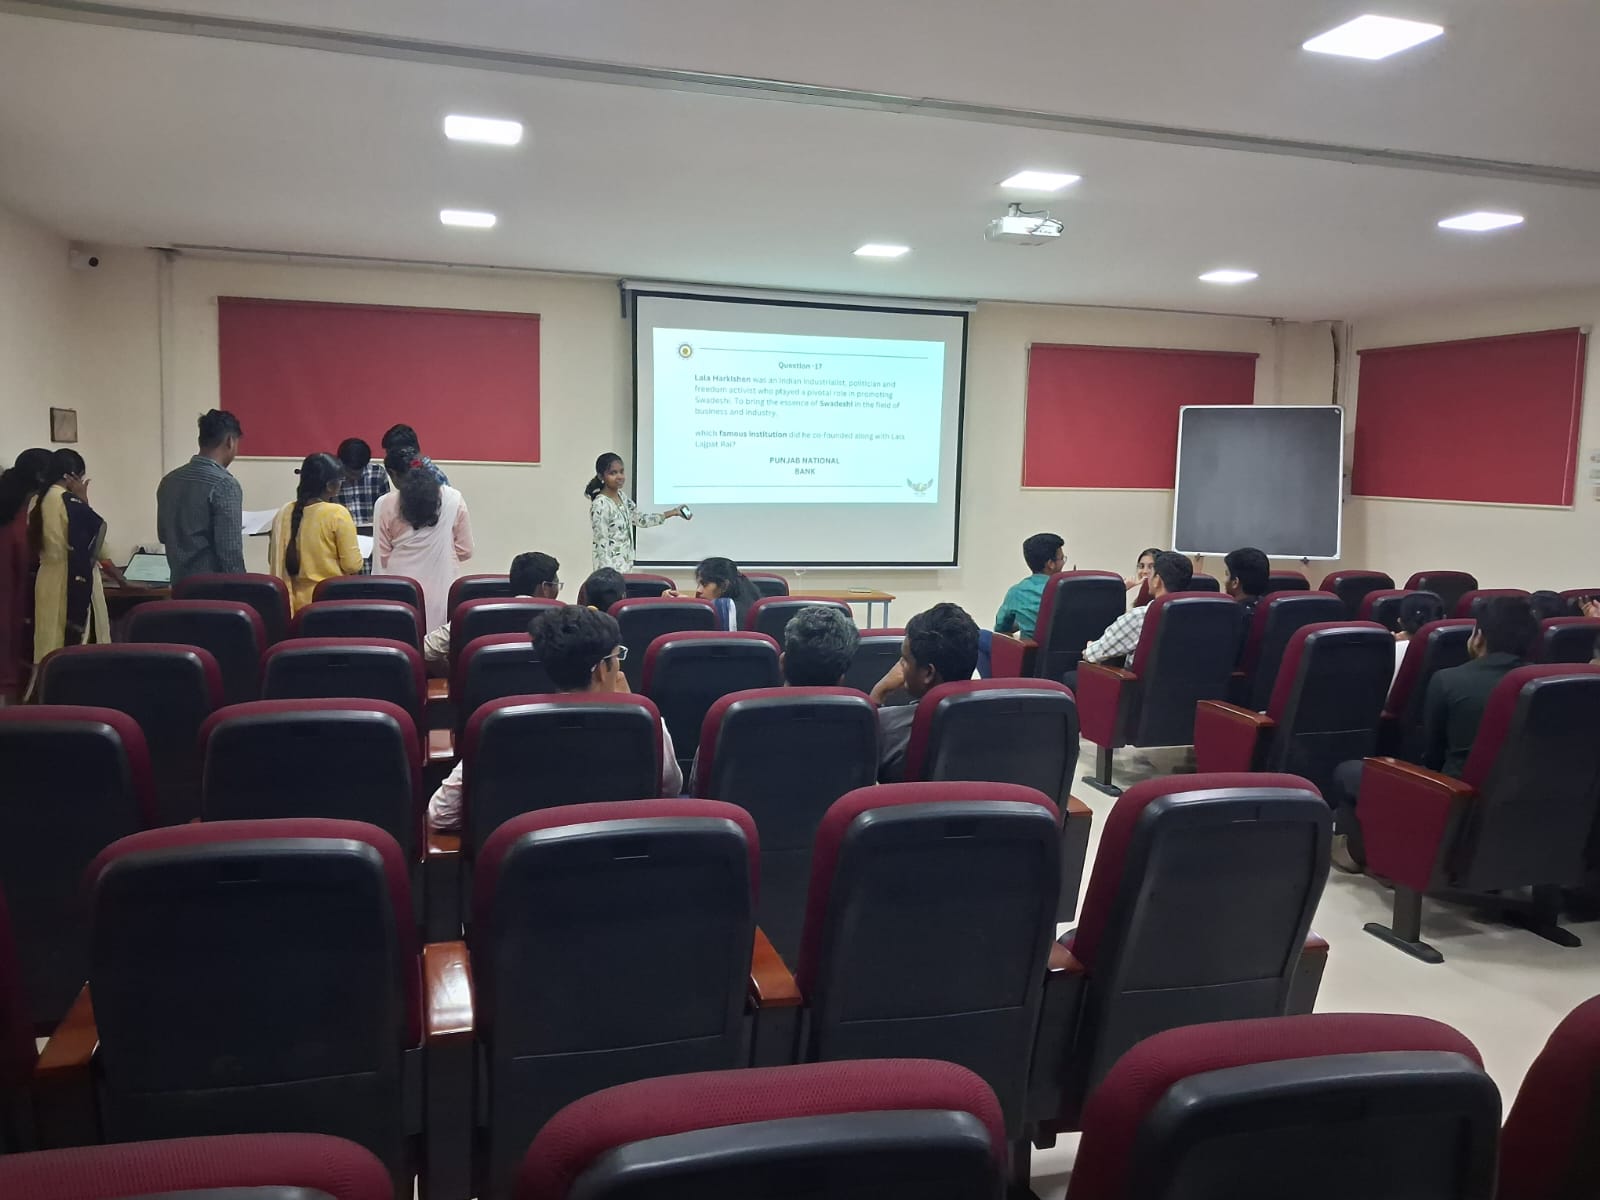 Question -17
Lala Harkishen was an Indian industrialist, politician and
freedom activist who played a pivotal role in promoting
Swadeshi. To bring the essence of Swadeshi in the field of
business and industry,
which famous institution did he co-founded along with Lala
Lajpat Rai?
PUNJAB NATIONAL
BANK